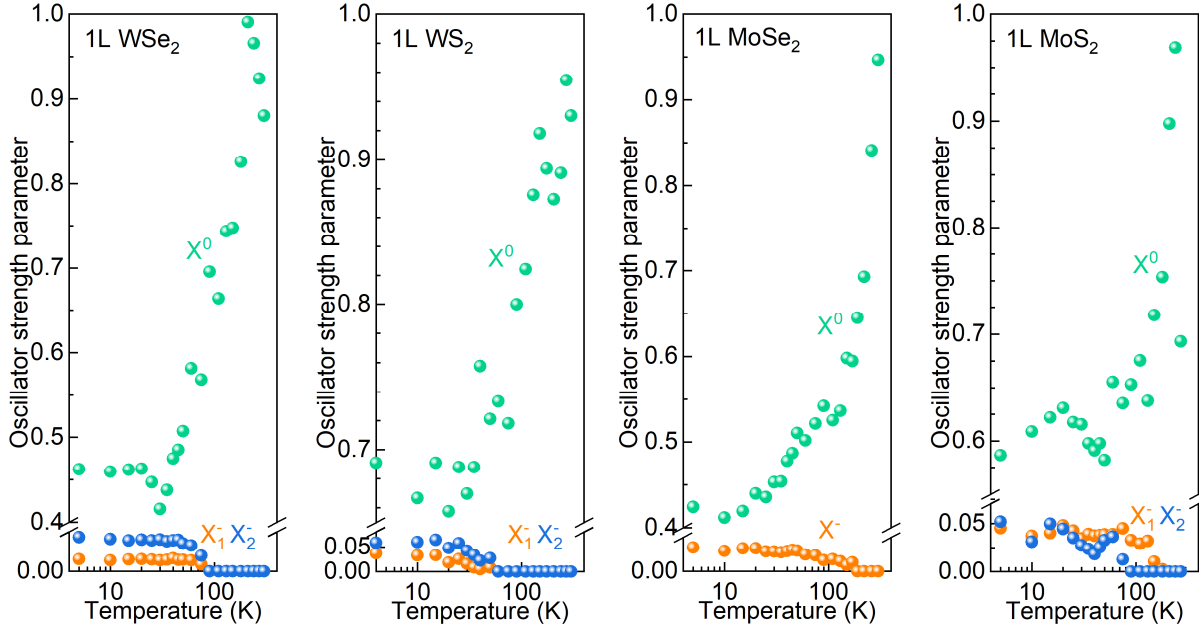 1L WSe₂
Oscillator strength parameter
1.0
0.9
0.8
0.7
0.6
0.5
0.4
0.00
X⁰
X₁⁻ X₂⁻
10 100
Temperature (K)
1L WS₂
Oscillator strength parameter
1.0
0.9
0.8
0.7
0.05
0.00
X⁰
X₁⁻ X₂⁻
10 100
Temperature (K)
1L MoSe₂
Oscillator strength parameter
1.0
0.9
0.8
0.7
0.6
0.5
0.4
0.00
X⁰
X⁻
10 100
Temperature (K)
1L MoS₂
Oscillator strength parameter
1.0
0.9
0.8
0.7
0.6
0.05
0.00
X⁰
X₁⁻ X₂⁻
10 100
Temperature (K)